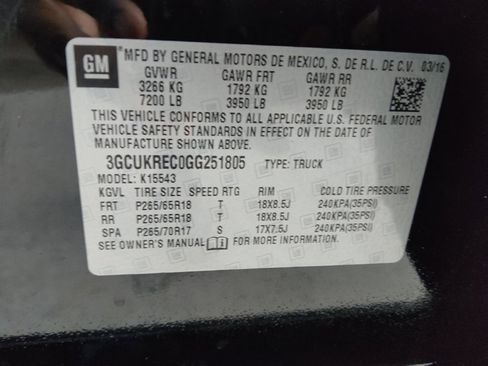 GM
MFD BY GENERAL MOTORS DE MEXICO, S. DE R.L. DE C.V. 03/16
GVWR GAWR FRT GAWR RR
3266 KG 1792 KG 1792 KG
7200 LB 3950 LB 3950 LB
THIS VEHICLE CONFORMS TO ALL APPLICABLE U.S. FEDERAL MOTOR
VEHICLE SAFETY STANDARDS IN EFFECT ON THE DATE OF
MANUFACTURE SHOWN ABOVE.
3GCUKREC0GG251805 TYPE: TRUCK
MODEL: K15543
KGVL TIRE SIZE SPEED RTG RIM COLD TIRE PRESSURE
FRT P265/65R18 T 18X8.5J 240KPA(35PSI)
RR P265/65R18 T 18X8.5J 240KPA(35PSI)
SPA P265/70R17 S 17X7.5J 240KPA(35PSI)
SEE OWNER'S MANUAL FOR MORE INFORMATION.